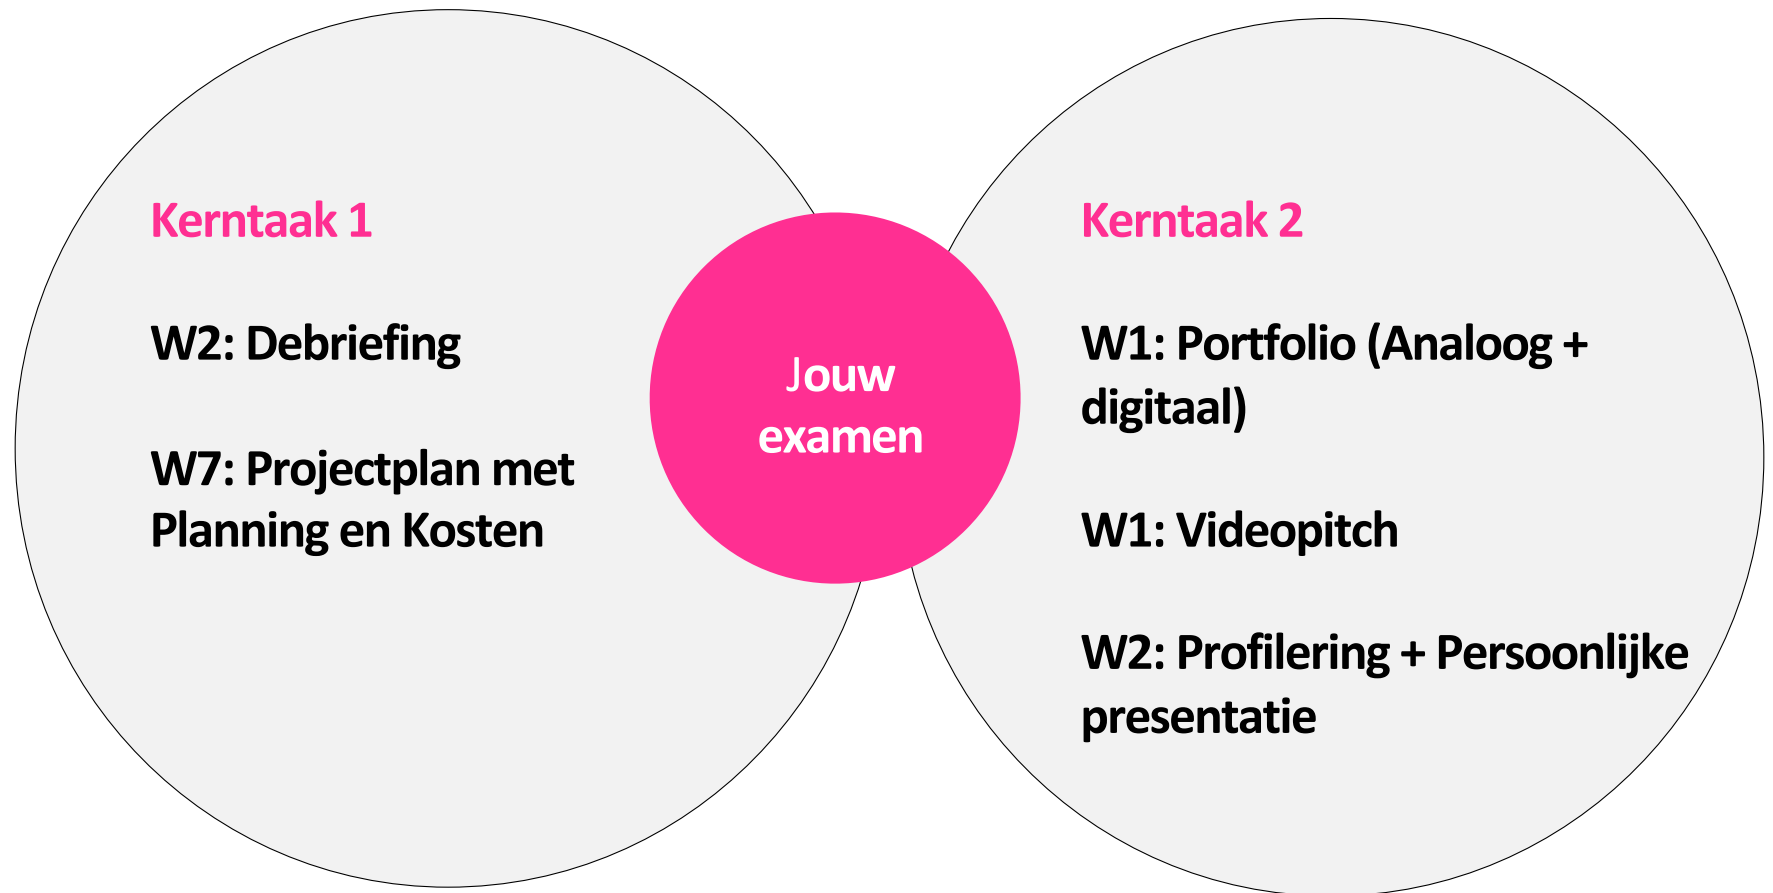 Kerntaak 1
W2: Debriefing
W7: Projectplan met
Planning en Kosten
Jouw
examen
Kerntaak 2
W1: Portfolio (Analoog +
digitaal)
W1: Videopitch
W2: Profilering + Persoonlijke
presentatie